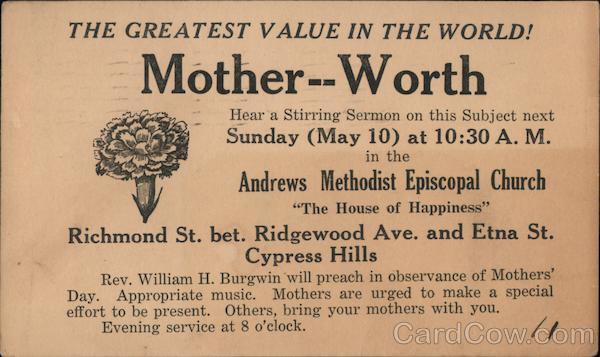 THE GREATEST VALUE IN THE WORLD!
Mother--Worth
Hear a Stirring Sermon on this Subject next
Sunday (May 10) at 10:30 A. M.
in the
Andrews Methodist Episcopal Church
"The House of Happiness"
Richmond St. bet. Ridgewood Ave. and Etna St.
Cypress Hills
Rev. William H. Burgwin will preach in observance of Mothers'
Day. Appropriate music. Mothers are urged to make a special
effort to be present. Others, bring your mothers with you.
Evening service at 8 o'clock.
CardCow.com